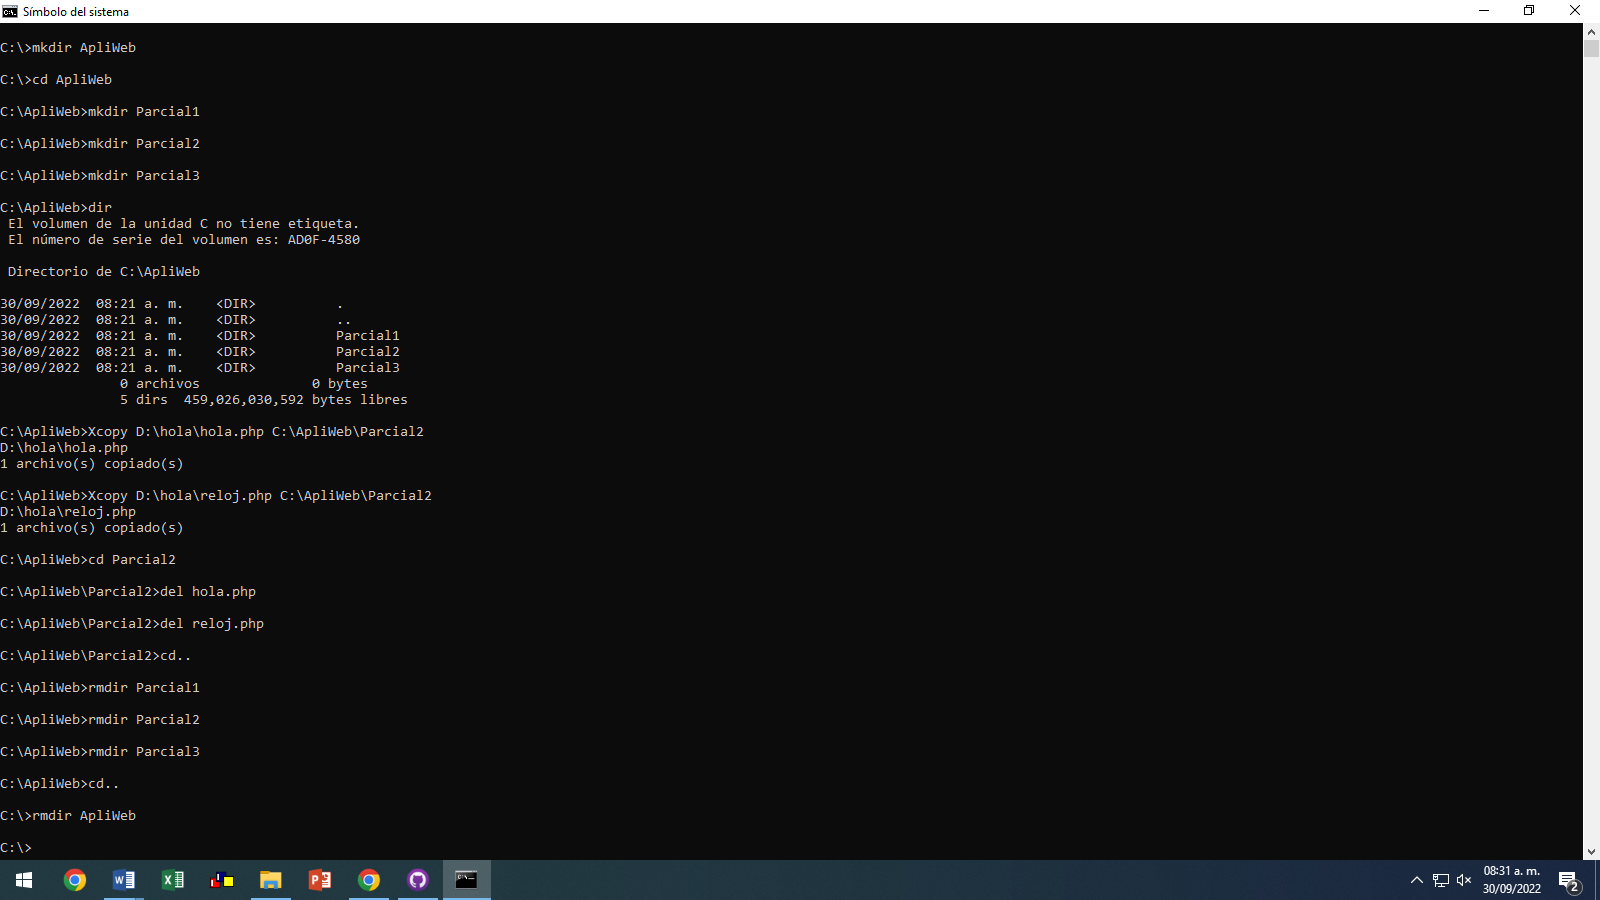 Símbolo del sistema
C:\>mkdir ApliWeb
C:\>cd ApliWeb
C:\ApliWeb>mkdir Parcial1
C:\ApliWeb>mkdir Parcial2
C:\ApliWeb>mkdir Parcial3
C:\ApliWeb>dir
 El volumen de la unidad C no tiene etiqueta.
 El número de serie del volumen es: AD0F-4580
 Directorio de C:\ApliWeb
30/09/2022  08:21 a. m.    <DIR>          .
30/09/2022  08:21 a. m.    <DIR>          ..
30/09/2022  08:21 a. m.    <DIR>          Parcial1
30/09/2022  08:21 a. m.    <DIR>          Parcial2
30/09/2022  08:21 a. m.    <DIR>          Parcial3
               0 archivos              0 bytes
               5 dirs  459,026,030,592 bytes libres
C:\ApliWeb>Xcopy D:\hola\hola.php C:\ApliWeb\Parcial2
D:\hola\hola.php
1 archivo(s) copiado(s)
C:\ApliWeb>Xcopy D:\hola\reloj.php C:\ApliWeb\Parcial2
D:\hola\reloj.php
1 archivo(s) copiado(s)
C:\ApliWeb>cd Parcial2
C:\ApliWeb\Parcial2>del hola.php
C:\ApliWeb\Parcial2>del reloj.php
C:\ApliWeb\Parcial2>cd..
C:\ApliWeb>rmdir Parcial1
C:\ApliWeb>rmdir Parcial2
C:\ApliWeb>rmdir Parcial3
C:\ApliWeb>cd..
C:\>rmdir ApliWeb
C:\>
08:31 a. m.
30/09/2022
2